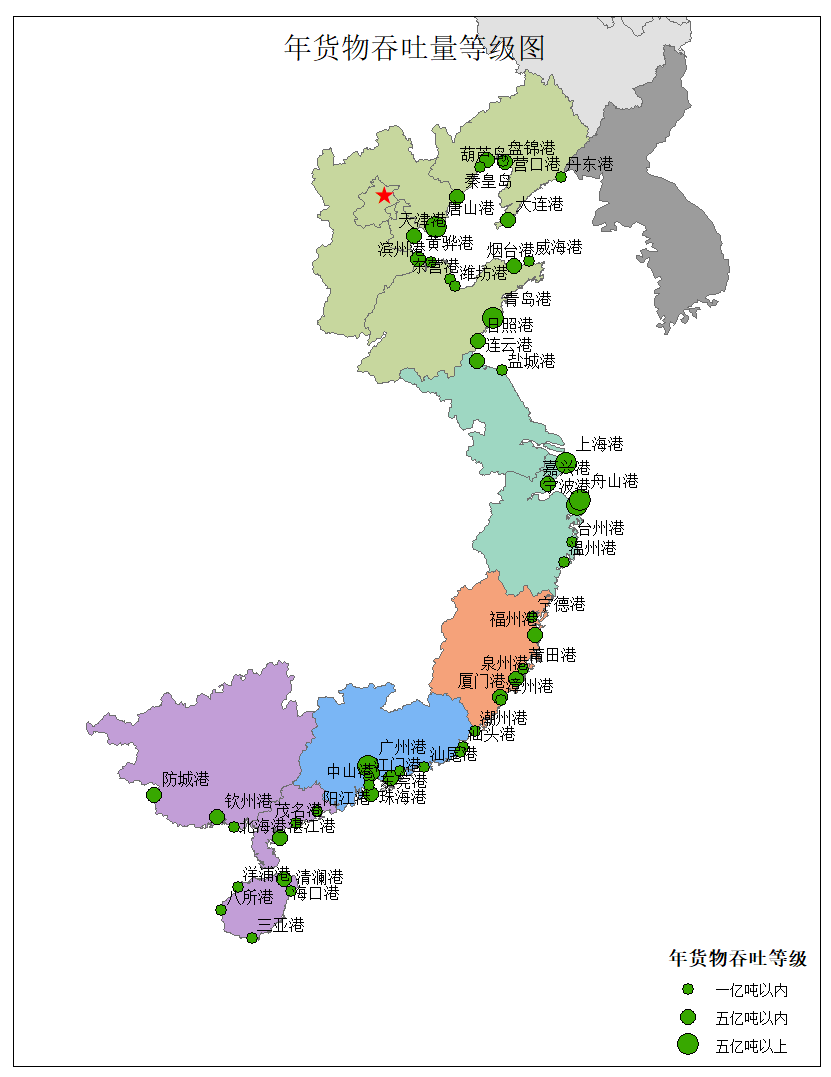 年货物吞吐量等级图
葫芦岛
盘锦港
营口港
丹东港
秦皇岛
唐山港
大连港
天津港
黄骅港
滨州港
烟台港
威海港
东营港
潍坊港
青岛港
日照港
连云港
盐城港
上海港
嘉兴港
宁波港
舟山港
台州港
温州港
宁德港
福州港
莆田港
泉州港
厦门港
漳州港
潮州港
汕头港
广州港
汕尾港
江门港
中山港
东莞港
阳江港
珠海港
防城港
钦州港
茂名港
北海港
湛江港
洋浦港
清澜港
八所港
海口港
三亚港
年货物吞吐等级
一亿吨以内
五亿吨以内
五亿吨以上